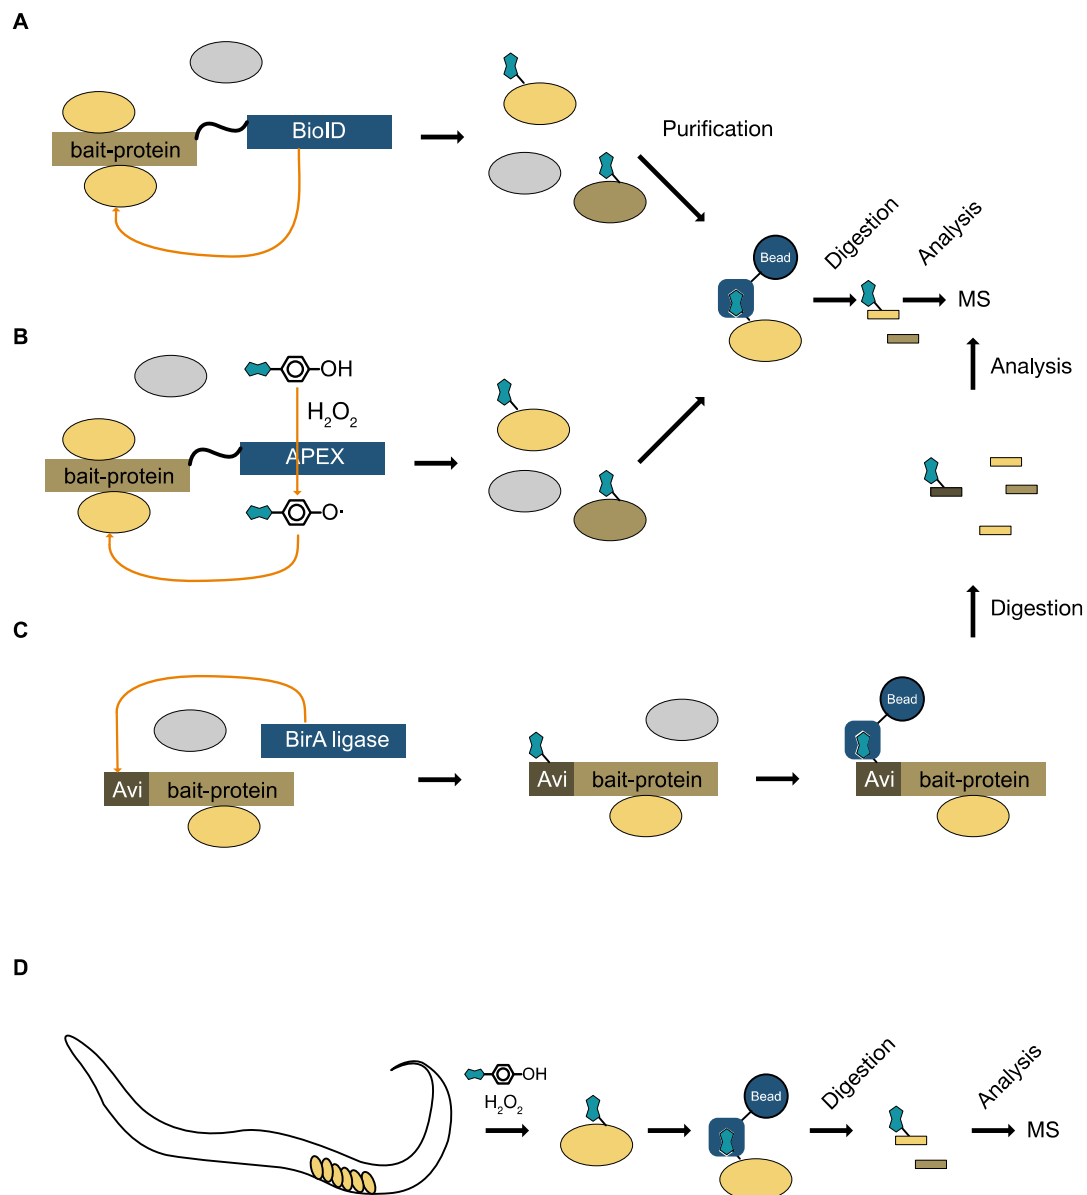 A
bait-protein
BioID
Purification
Bead
Digestion
Analysis
MS
B
OH
H₂O₂
bait-protein
APEX
O·
Analysis
Digestion
C
BirA ligase
Avi
bait-protein
Avi
bait-protein
Bead
Avi
bait-protein
D
OH
H₂O₂
Bead
Digestion
Analysis
MS